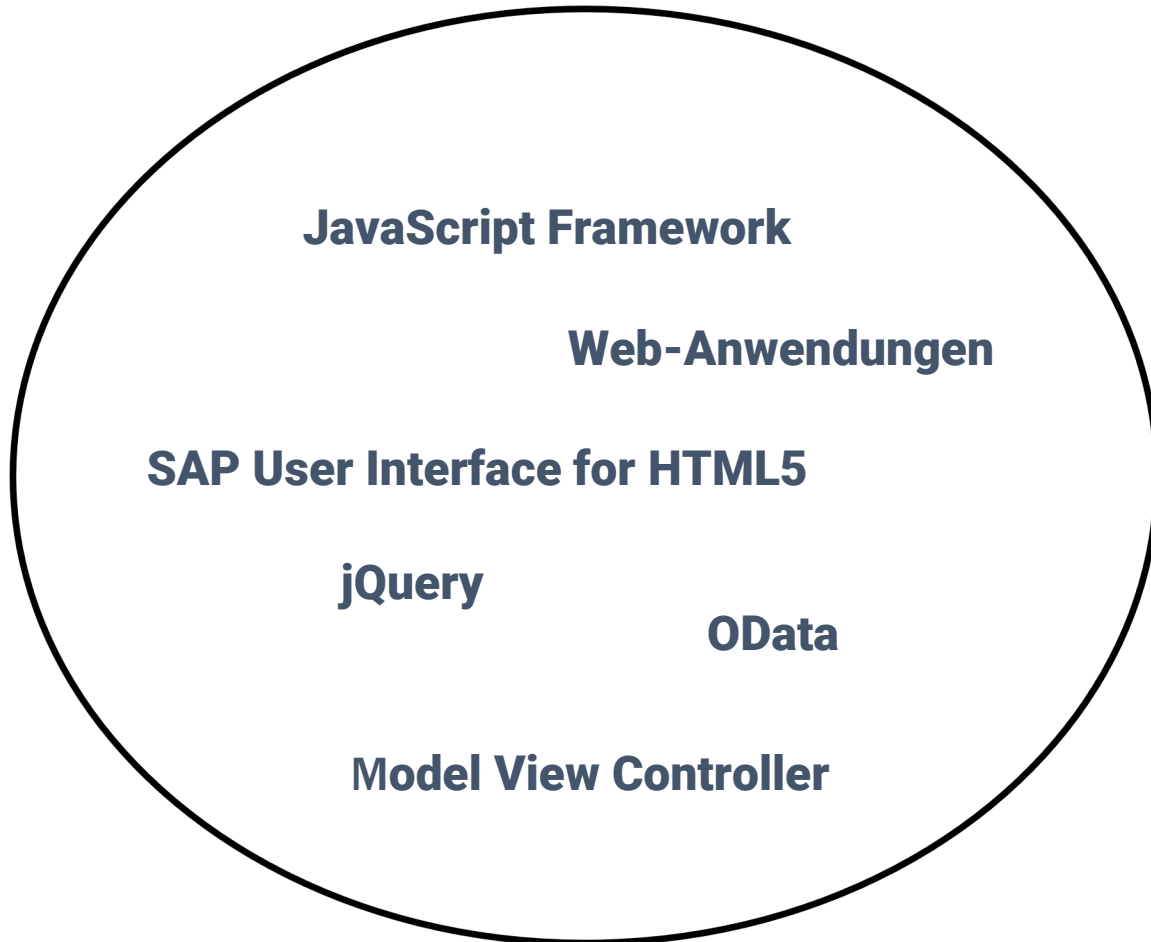 JavaScript Framework
Web-Anwendungen
SAP User Interface for HTML5
jQuery
OData
Model View Controller